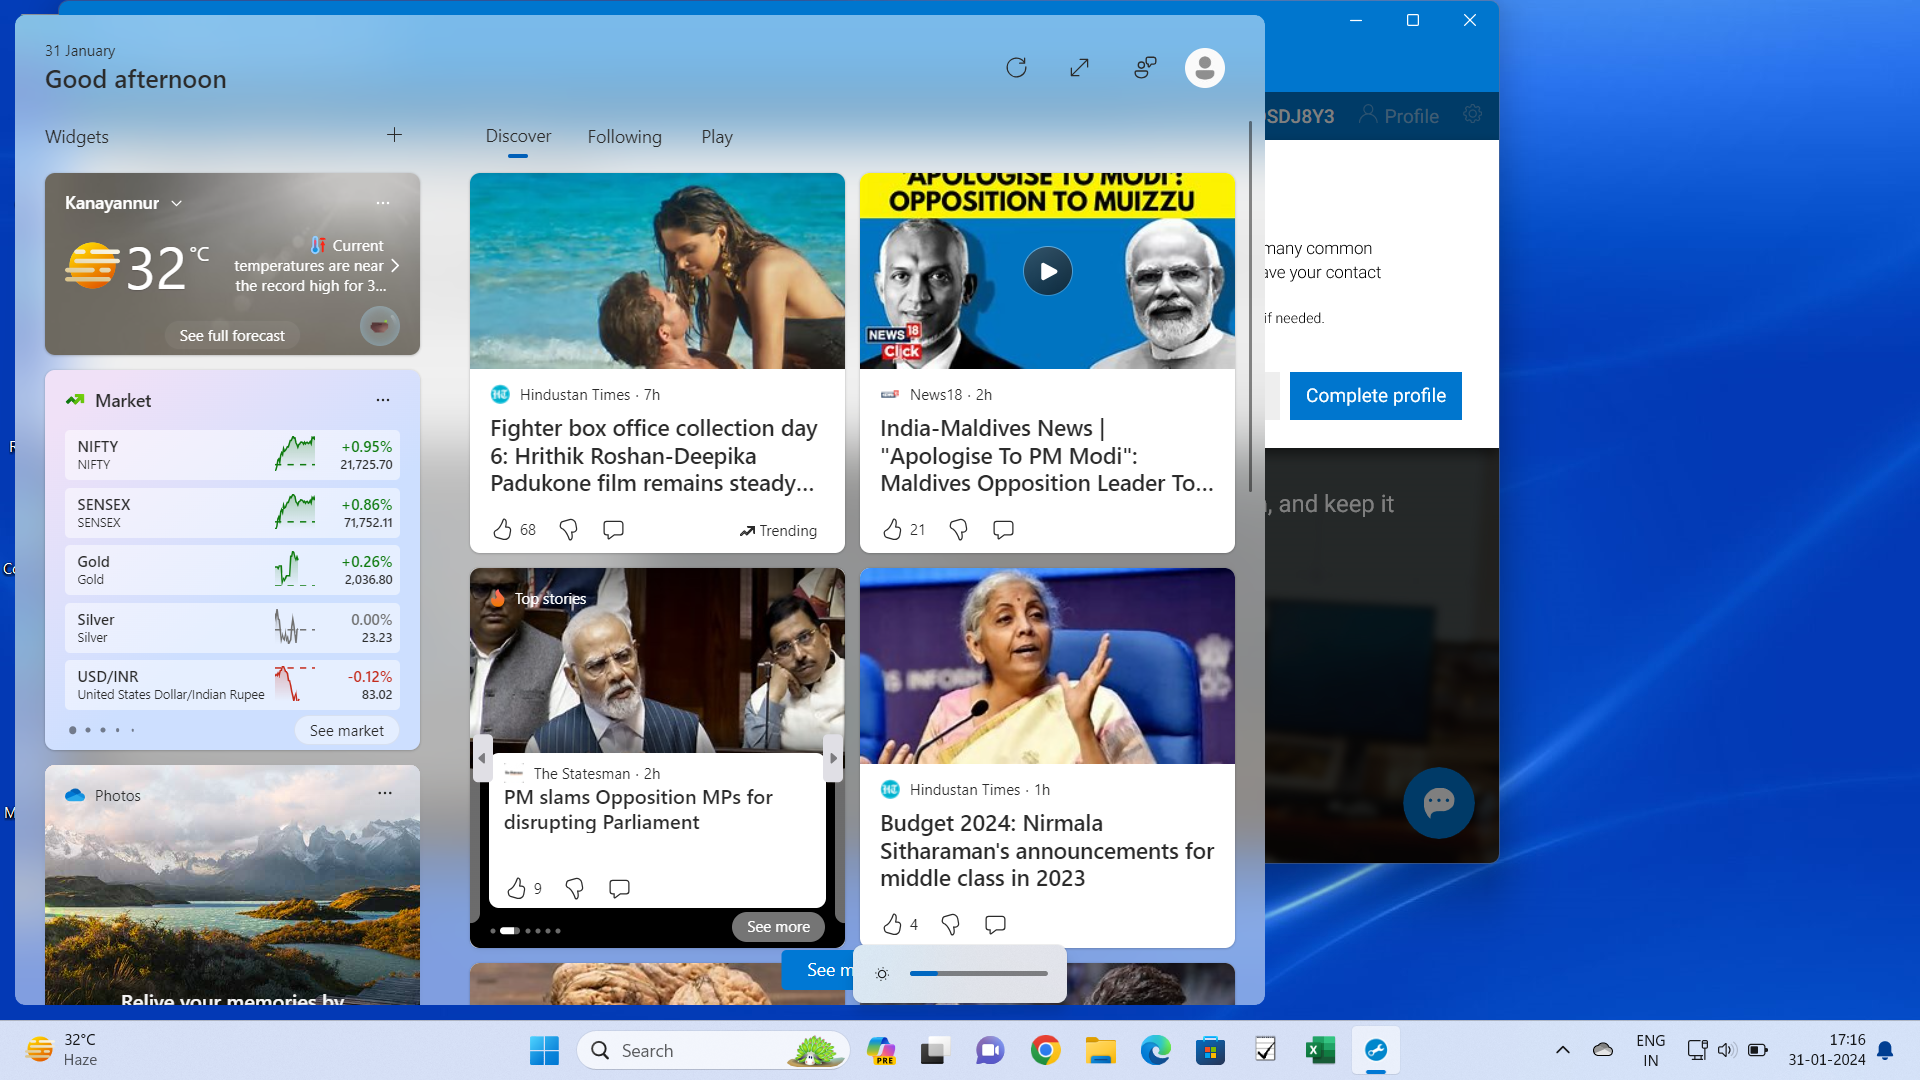 31 January
Good afternoon
SDJ8Y3
Profile
Widgets
Discover
Following
Play
Kanayannur
32 °C
Current
temperatures are near
the record high for 3...
See full forecast
Market
NIFTY
NIFTY
+0.95%
21,725.70
SENSEX
SENSEX
+0.86%
71,752.11
Gold
Gold
+0.26%
2,036.80
Silver
Silver
0.00%
23.23
USD/INR
United States Dollar/Indian Rupee
-0.12%
83.02
See market
Photos
Relive your memories by
"APOLOGISE TO MODI":
OPPOSITION TO MUIZZU
NEWS 18
Click
Hindustan Times · 7h
Fighter box office collection day
6: Hrithik Roshan-Deepika
Padukone film remains steady...
68
Trending
News18 · 2h
India-Maldives News |
"Apologise To PM Modi":
Maldives Opposition Leader To...
21
Top stories
The Statesman · 2h
PM slams Opposition MPs for
disrupting Parliament
9
See more
Hindustan Times · 1h
Budget 2024: Nirmala
Sitharaman's announcements for
middle class in 2023
4
See m
many common
ave your contact
if needed.
Complete profile
, and keep it
32°C
Haze
Search
PRE
ENG
IN
17:16
31-01-2024